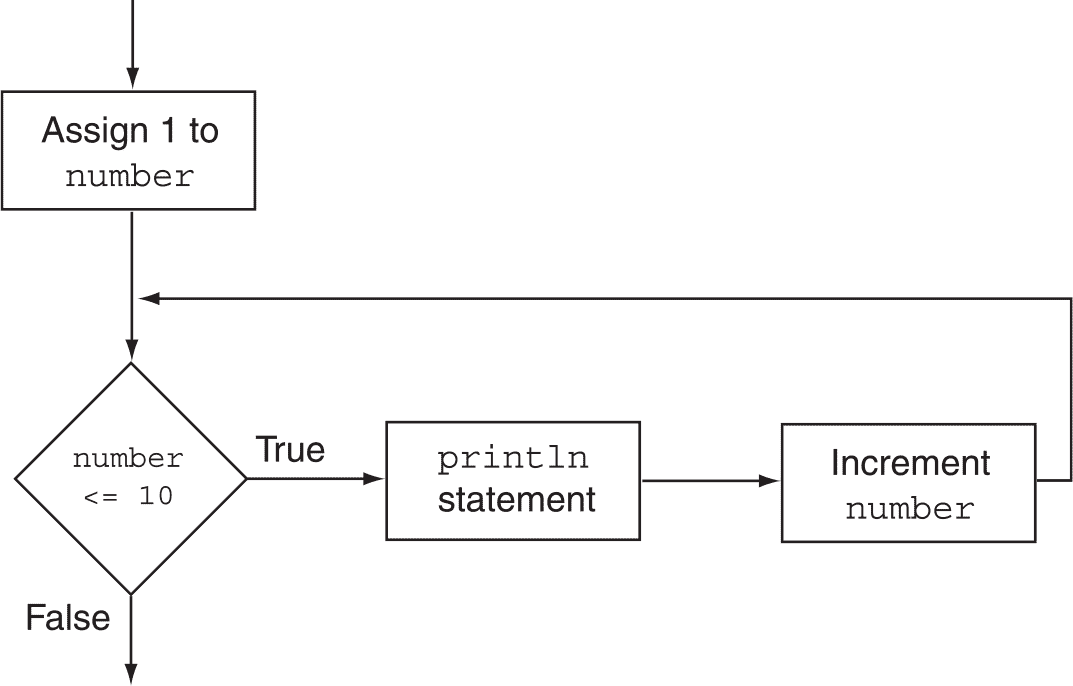 Assign 1 to
number
number
<= 10
True
println
statement
Increment
number
False